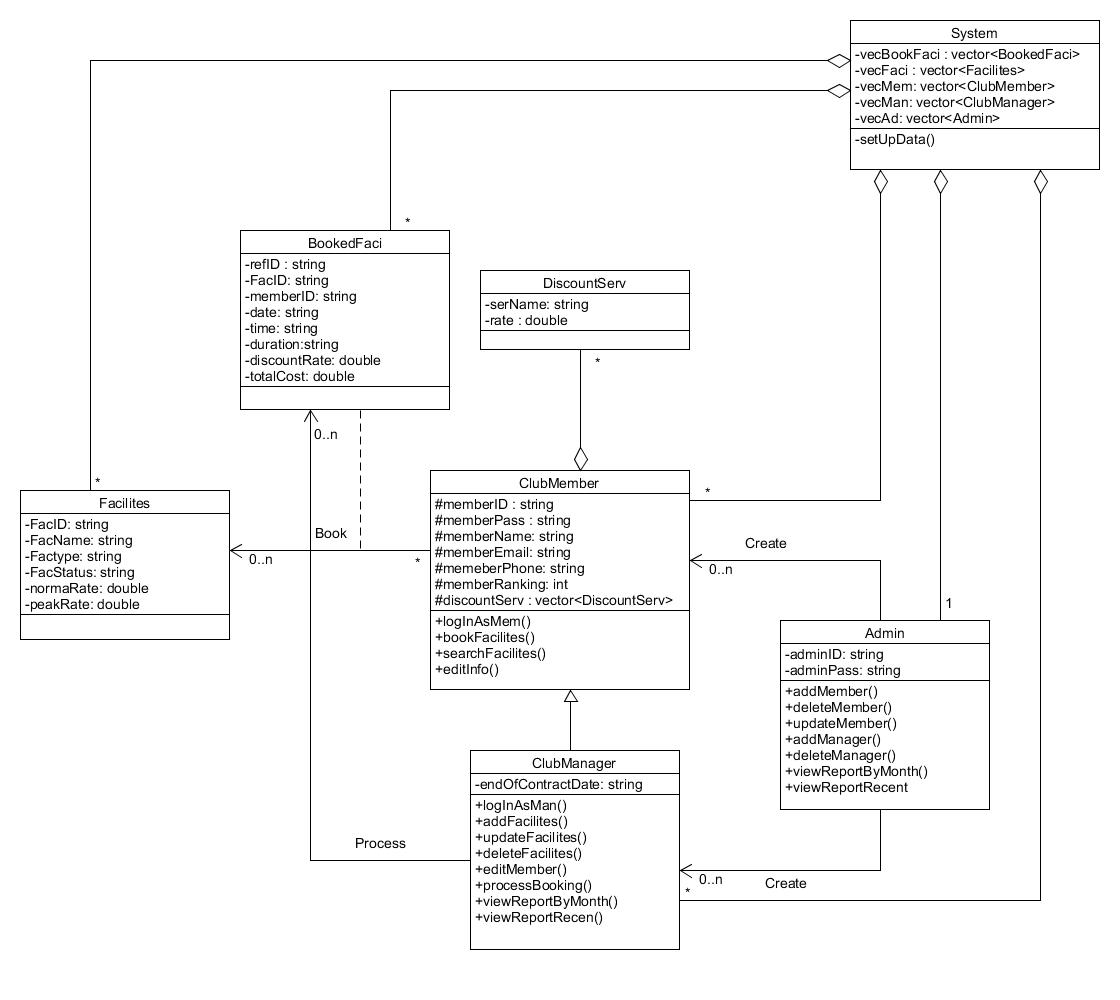 System
-vecBookFaci : vector<BookedFaci>
-vecFaci : vector<Facilites>
-vecMem: vector<ClubMember>
-vecMan: vector<ClubManager>
-vecAd: vector<Admin>
-setUpData()
*
BookedFaci
-refID : string
-FacID: string
-memberID: string
-date: string
-time: string
-duration:string
-discountRate: double
-totalCost: double
DiscountServ
-serName: string
-rate : double
*
0..n
*
Facilites
-FacID: string
-FacName: string
-Factype: string
-FacStatus: string
-normaRate: double
-peakRate: double
Book
0..n
*
ClubMember
#memberID : string
#memberPass : string
#memberName: string
#memberEmail: string
#memeberPhone: string
#memberRanking: int
#discountServ : vector<DiscountServ>
+logInAsMem()
+bookFacilites()
+searchFacilites()
+editInfo()
*
Create
0..n
1
Admin
-adminID: string
-adminPass: string
+addMember()
+deleteMember()
+updateMember()
+addManager()
+deleteManager()
+viewReportByMonth()
+viewReportRecent
ClubManager
-endOfContractDate: string
+logInAsMan()
+addFacilites()
+updateFacilites()
+deleteFacilites()
+editMember()
+processBooking()
+viewReportByMonth()
+viewReportRecen()
Process
0..n
Create
*